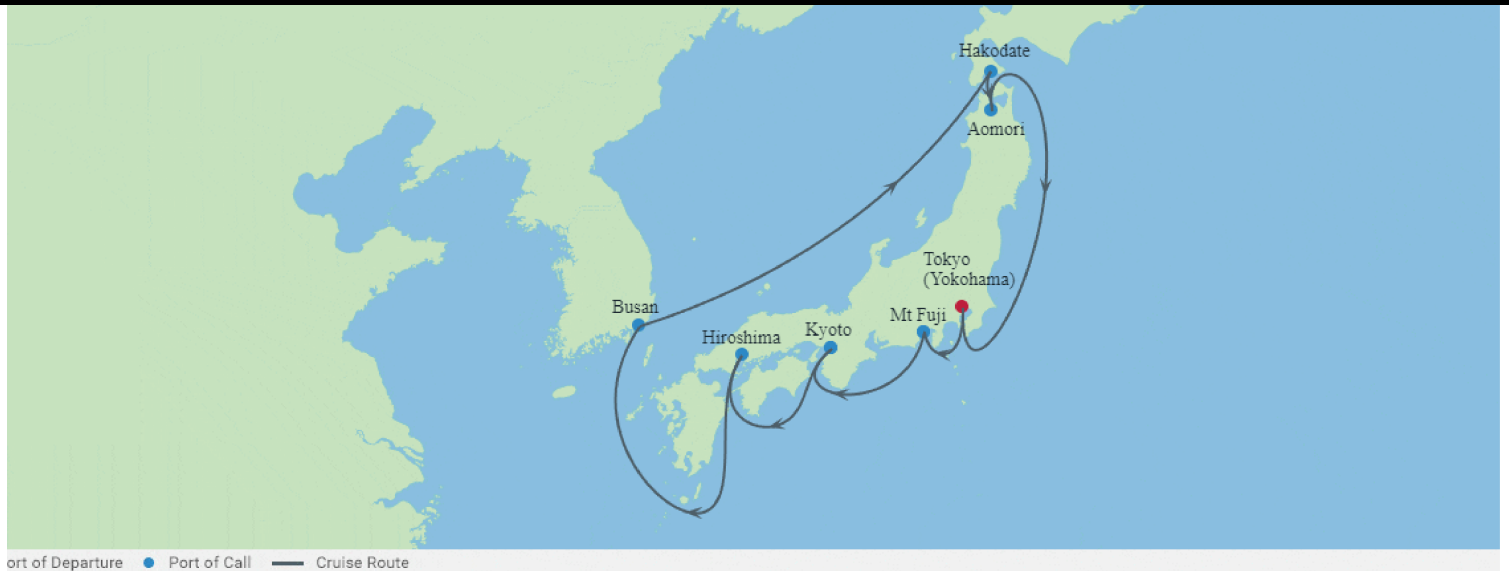 Hakodate
Aomori
Tokyo
(Yokohama)
Mt Fuji
Busan
Hiroshima
Kyoto
ort of Departure Port of Call Cruise Route